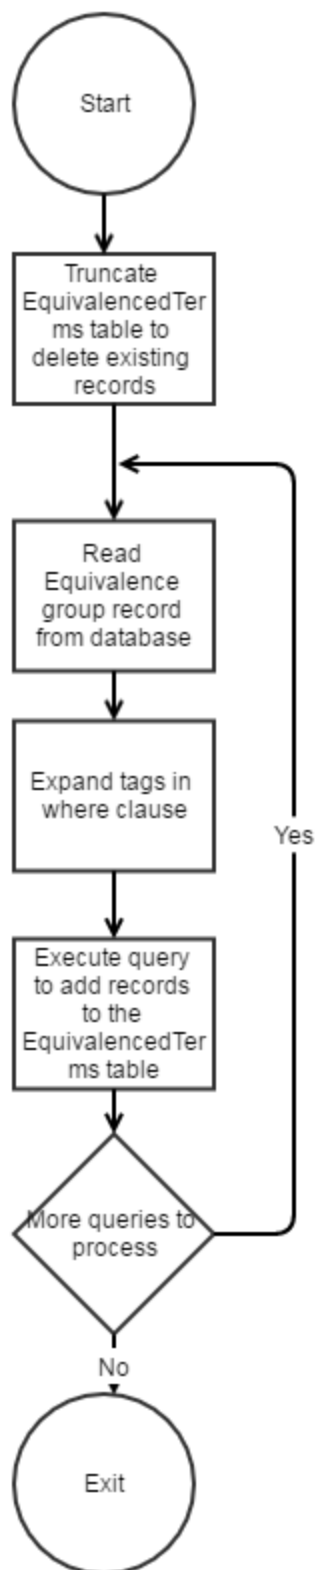 Start
Truncate
EquivalencedTer
ms table to
delete existing
records
Read
Equivalence
group record
from database
Expand tags in
where clause
Yes
Execute query
to add records
to the
EquivalencedTer
ms table
More queries to
process
No
Exit